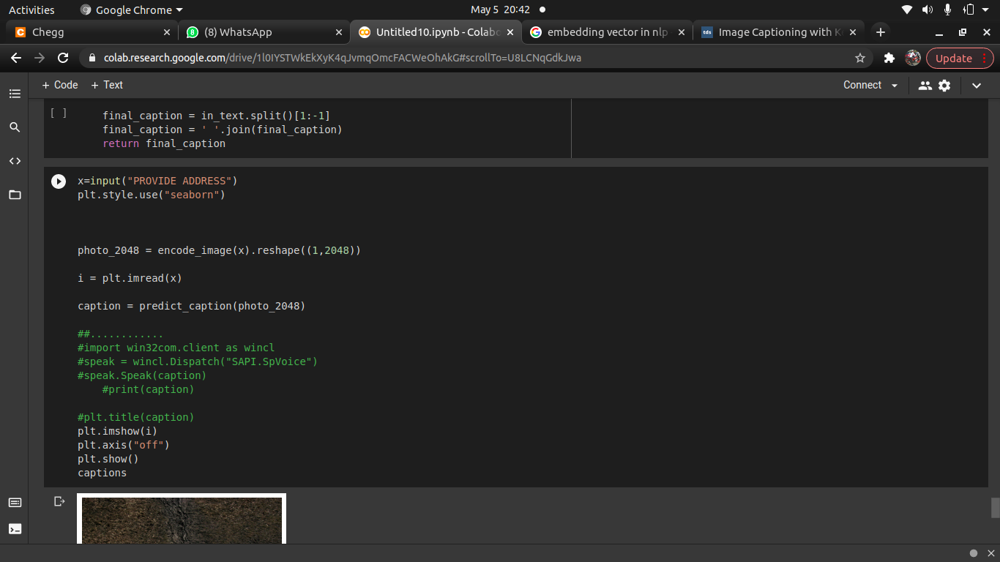 Activities
Google Chrome
May 5 20:42
Chegg
(8) WhatsApp
Untitled10.ipynb - Colabo
embedding vector in nlp
Image Captioning with K
colab.research.google.com/drive/1l0IYSTWkEkXyK4qJvmqOmcFACWeOhAkG#scrollTo=U8LCNqGdkJwa
Update
+ Code + Text
Connect
[ ]
final_caption = in_text.split()[1:-1]
final_caption = ' '.join(final_caption)
return final_caption
x=input("PROVIDE ADDRESS")
plt.style.use("seaborn")
photo_2048 = encode_image(x).reshape((1,2048))
i = plt.imread(x)
caption = predict_caption(photo_2048)
##............
#import win32com.client as wincl
#speak = wincl.Dispatch("SAPI.SpVoice")
#speak.Speak(caption)
#print(caption)
#plt.title(caption)
plt.imshow(i)
plt.axis("off")
plt.show()
captions